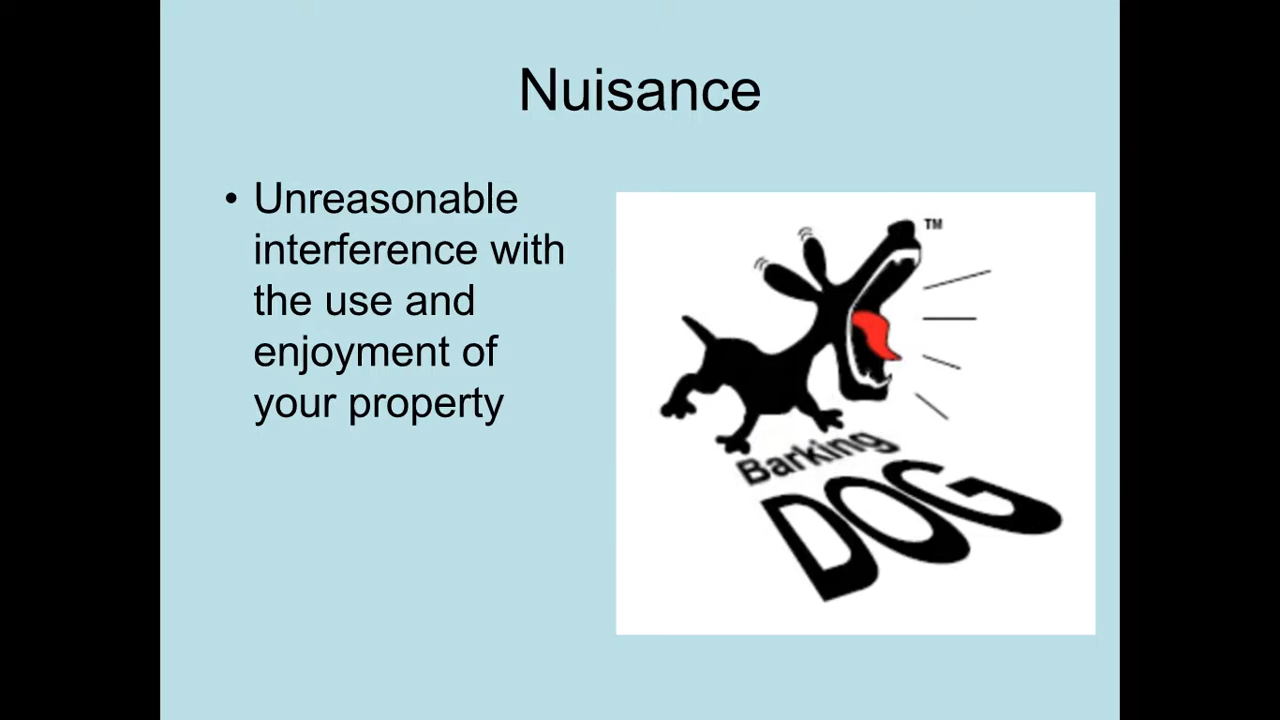 Nuisance
• Unreasonable
interference with
the use and
enjoyment of
your property
TM
Barking
DOG